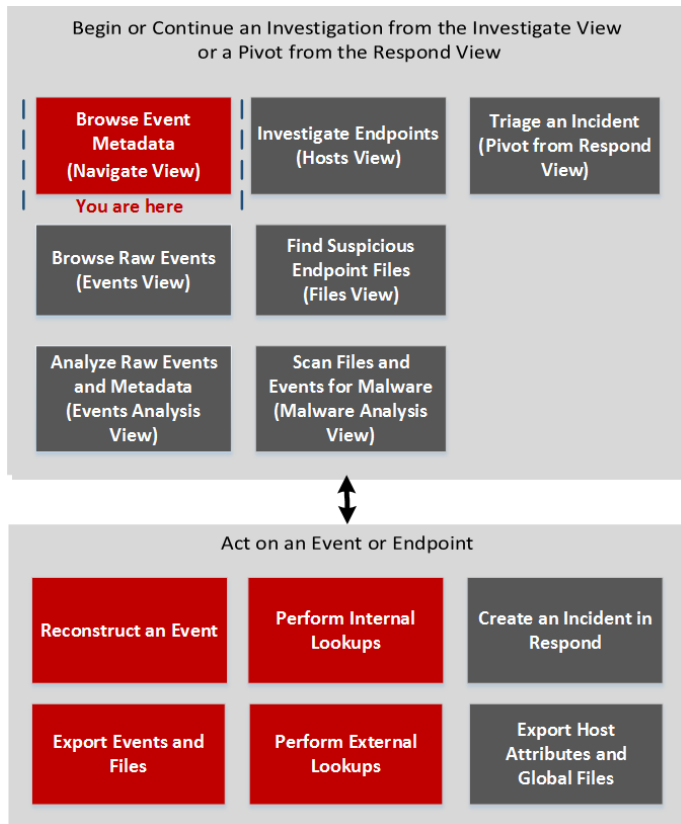 Begin or Continue an Investigation from the Investigate View
or a Pivot from the Respond View
Browse Event
Metadata
(Navigate View)
You are here
Investigate Endpoints
(Hosts View)
Triage an Incident
(Pivot from Respond
View)
Browse Raw Events
(Events View)
Find Suspicious
Endpoint Files
(Files View)
Analyze Raw Events
and Metadata
(Events Analysis
View)
Scan Files and
Events for Malware
(Malware Analysis
View)
Act on an Event or Endpoint
Reconstruct an Event
Perform Internal
Lookups
Create an Incident in
Respond
Export Events and
Files
Perform External
Lookups
Export Host
Attributes and
Global Files